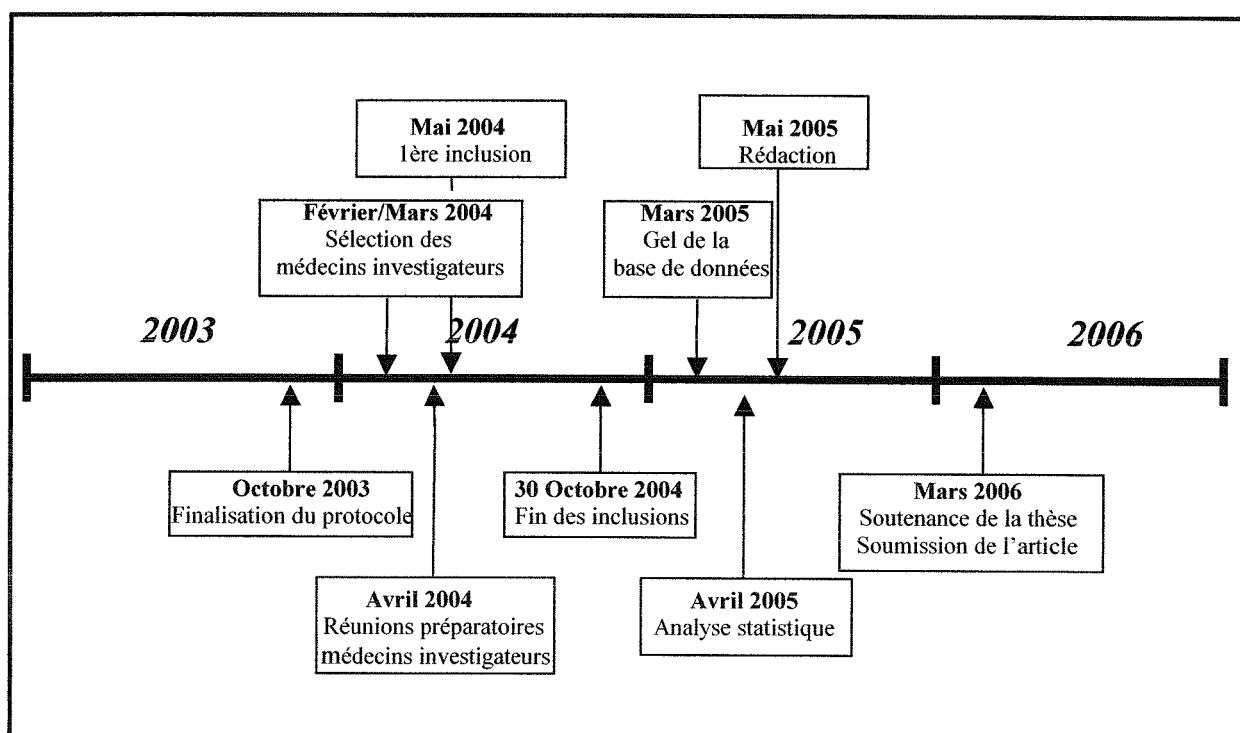 Mai 2004
1ère inclusion
Mai 2005
Rédaction
Février/Mars 2004
Sélection des
médecins investigateurs
Mars 2005
Gel de la
base de données
2003
2004
2005
2006
Octobre 2003
Finalisation du protocole
30 Octobre 2004
Fin des inclusions
Mars 2006
Soutenance de la thèse
Soumission de l'article
Avril 2004
Réunions préparatoires
médecins investigateurs
Avril 2005
Analyse statistique